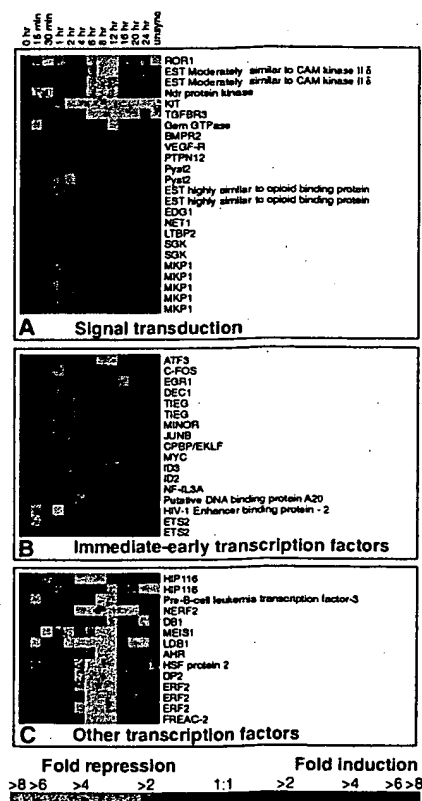 0 hr
15 min
30 min
1 hr
2 hr
4 hr
6 hr
8 hr
12 hr
16 hr
20 hr
24 hr
unsync
ROR1
EST Moderately similar to CAM kinase II δ
EST Moderately similar to CAM kinase II δ
Ndr protein kinase
KIT
TGFBR3
Gem GTPase
BMPR2
VEGF-R
PTPN12
Pyst2
Pyst2
EST highly similar to opioid binding protein
EST highly similar to opioid binding protein
EDG1
NET1
LTBP2
SGK
SGK
MKP1
MKP1
MKP1
MKP1
MKP1
A Signal transduction
ATF3
C-FOS
EGR1
DEC1
TIEG
TIEG
MINOR
JUNB
CPBP/EKLF
MYC
ID3
ID2
NF-IL3A
Putative DNA binding protein A20
HIV-1 Enhancer binding protein - 2
ETS2
ETS2
B Immediate-early transcription factors
HIP116
HIP116
Pre-B-cell leukemia transcription factor-3
NERF2
DB1
MEIS1
LDB1
AHR
HSF protein 2
DP2
ERF2
ERF2
ERF2
FREAC-2
C Other transcription factors
Fold repression Fold induction
>8 >6 >4 >2 1:1 >2 >4 >6 >8